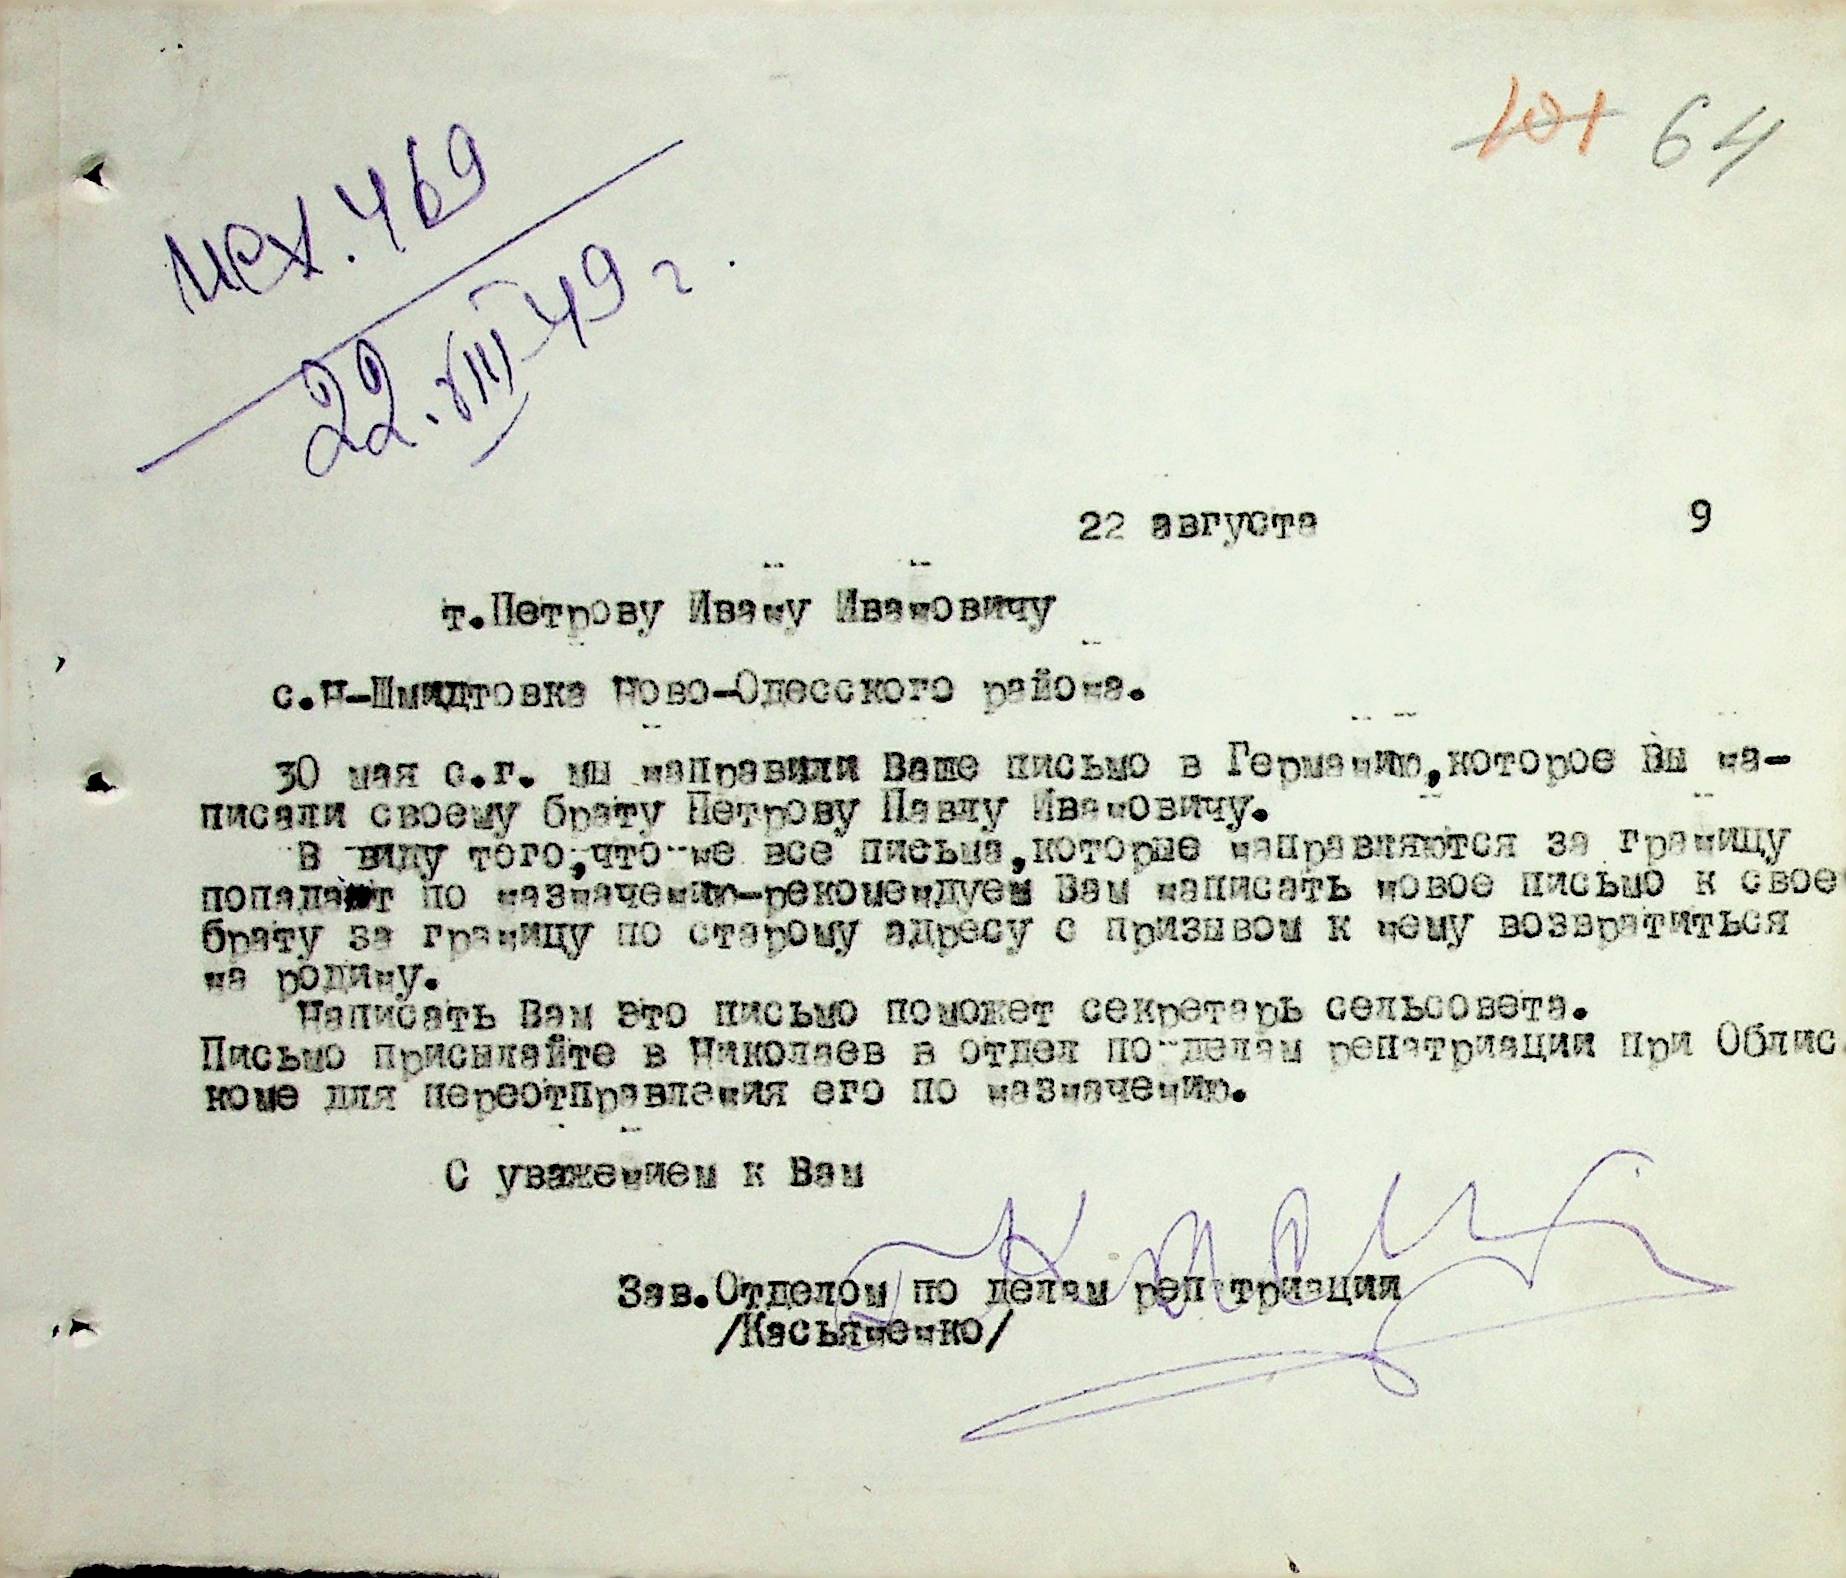 101 64
исх. 469
22.VIII-49 г.
22 августа 9
т.Петрову Ивану Ивановичу
с.Н-Шмидтовка Ново-Одесского района.
30 мая с.г. мы направили Ваше письмо в Германию,которое Вы на-
писали своему брату Петрову Павлу Ивановичу.
В виду того,что не все письма,которые направляются за границу
попадают по назначению-рекомендуем Вам написать новое письмо к свое
брату за границу по старому адресу с призывом к нему возвратиться
на родину.
Написать Вам это письмо поможет секретарь сельсовета.
Письмо присылайте в Николаев в отдел по делам репатриации при Облис
коме для переотправления его по назначению.
С уважением к Вам
Зав.Отделом по делам репатриации
/Касьяненко/